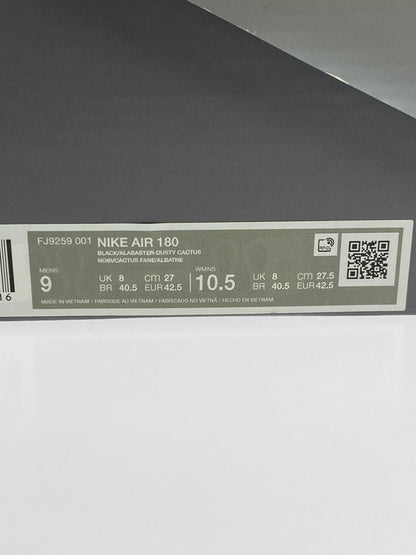 FJ9259 001 NIKE AIR 180
BLACK/ALABASTER-DUSTY CACTUS
NOIR/CACTUS FANE/ALBATRE
RFID
MENS
9
UK 8 CM 27
BR 40.5 EUR 42.5
WMNS
10.5
UK 8 CM 27.5
BR 40.5 EUR 42.5
MADE IN VIETNAM / FABRIQUE AU VIETNAM / FABRICADO NO VIETNÃ / HECHO EN VIETNAM
16